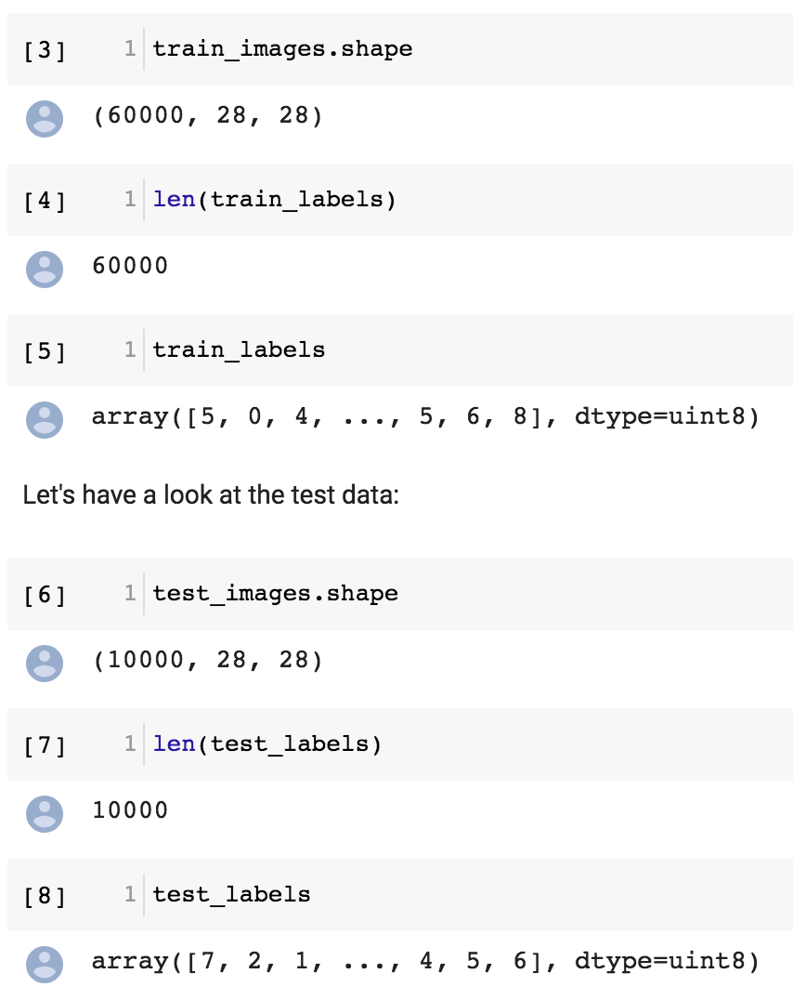 [3] 1 train_images.shape
(60000, 28, 28)
[4] 1 len(train_labels)
60000
[5] 1 train_labels
array([5, 0, 4, ..., 5, 6, 8], dtype=uint8)
Let's have a look at the test data:
[6] 1 test_images.shape
(10000, 28, 28)
[7] 1 len(test_labels)
10000
[8] 1 test_labels
array([7, 2, 1, ..., 4, 5, 6], dtype=uint8)